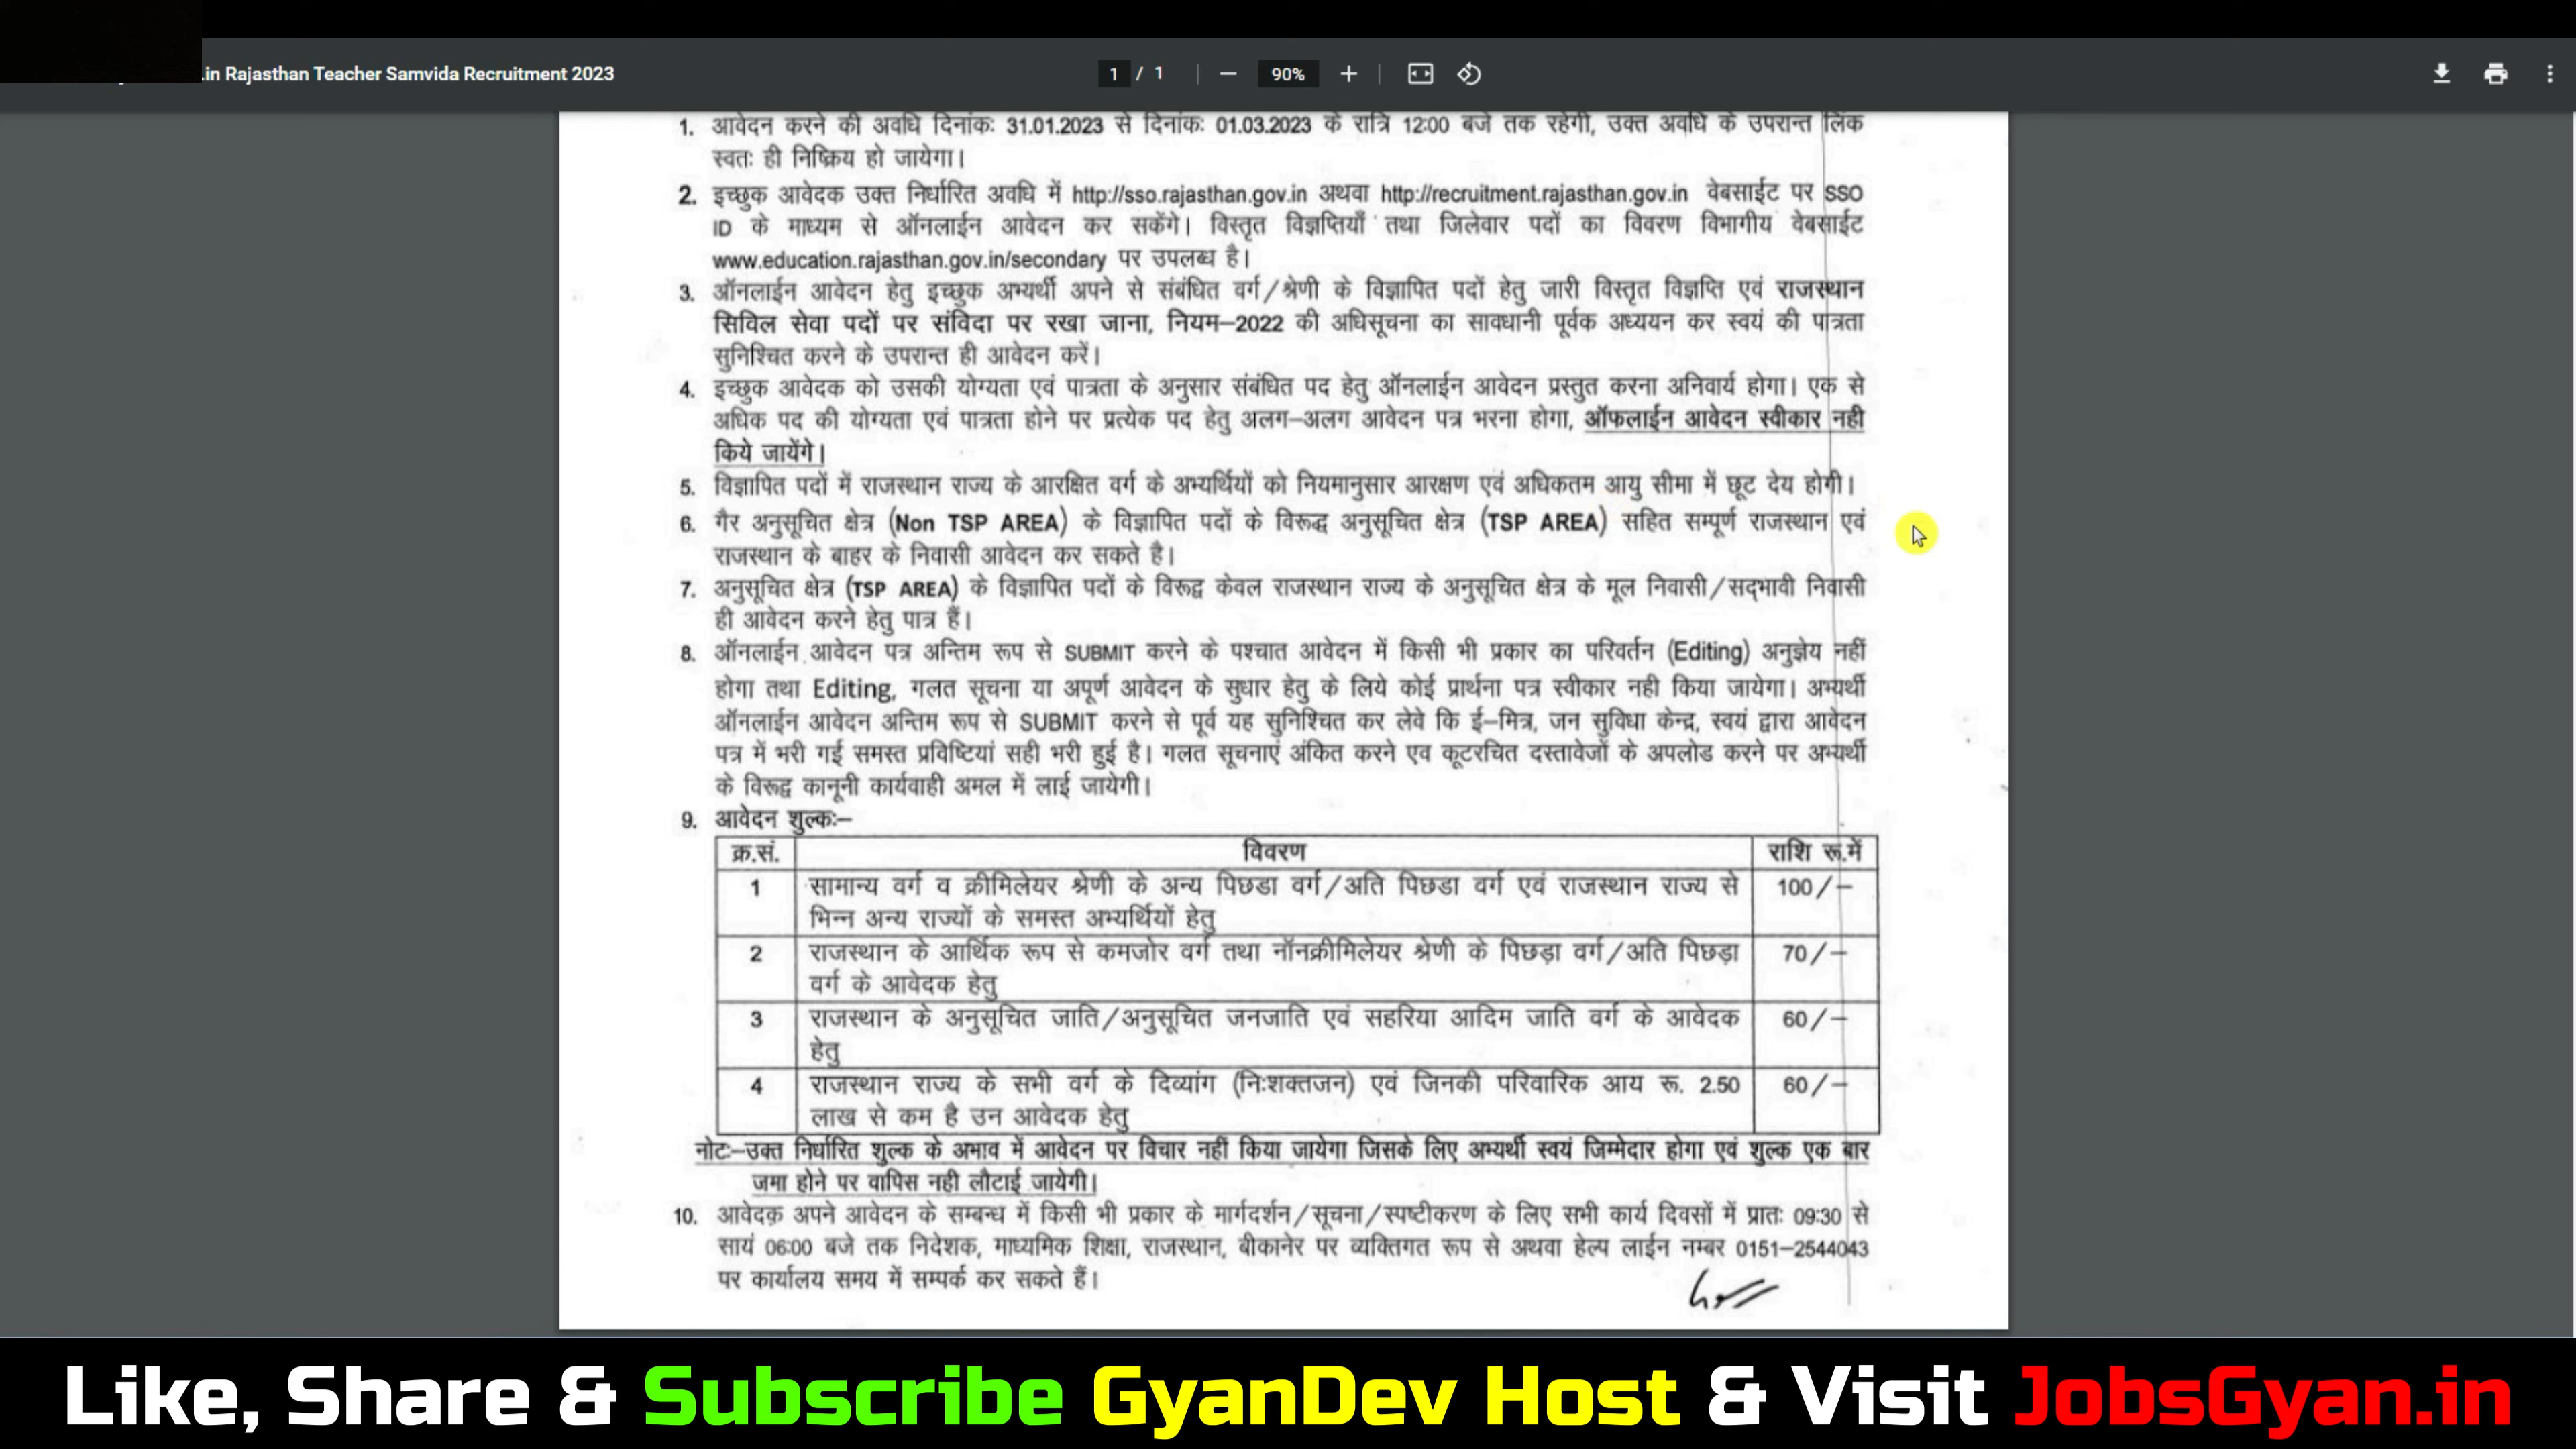 .in Rajasthan Teacher Samvida Recruitment 2023
1 / 1
90%
1. आवेदन करने की अवधि दिनांकः 31.01.2023 से दिनांकः 01.03.2023 के रात्रि 12:00 बजे तक रहेगी, उक्त अवधि के उपरान्त लिंक
स्वतः ही निष्क्रिय हो जायेगा।
2. इच्छुक आवेदक उक्त निर्धारित अवधि में http://sso.rajasthan.gov.in अथवा http://recruitment.rajasthan.gov.in वेबसाईट पर SSO
ID के माध्यम से ऑनलाईन आवेदन कर सकेंगे। विस्तृत विज्ञप्तियाँ तथा जिलेवार पदों का विवरण विभागीय वेबसाईट
www.education.rajasthan.gov.in/secondary पर उपलब्ध है।
3. ऑनलाईन आवेदन हेतु इच्छुक अभ्यर्थी अपने से संबंधित वर्ग/श्रेणी के विज्ञापित पदों हेतु जारी विस्तृत विज्ञप्ति एवं राजस्थान
सिविल सेवा पदों पर संविदा पर रखा जाना, नियम–2022 की अधिसूचना का सावधानी पूर्वक अध्ययन कर स्वयं की पात्रता
सुनिश्चित करने के उपरान्त ही आवेदन करें।
4. इच्छुक आवेदक को उसकी योग्यता एवं पात्रता के अनुसार संबंधित पद हेतु ऑनलाईन आवेदन प्रस्तुत करना अनिवार्य होगा। एक से
अधिक पद की योग्यता एवं पात्रता होने पर प्रत्येक पद हेतु अलग–अलग आवेदन पत्र भरना होगा, ऑफलाईन आवेदन स्वीकार नही
किये जायेंगे।
5. विज्ञापित पदों में राजस्थान राज्य के आरक्षित वर्ग के अभ्यर्थियों को नियमानुसार आरक्षण एवं अधिकतम आयु सीमा में छूट देय होगी।
6. गैर अनुसूचित क्षेत्र (Non TSP AREA) के विज्ञापित पदों के विरूद्ध अनुसूचित क्षेत्र (TSP AREA) सहित सम्पूर्ण राजस्थान एवं
राजस्थान के बाहर के निवासी आवेदन कर सकते है।
7. अनुसूचित क्षेत्र (TSP AREA) के विज्ञापित पदों के विरूद्व केवल राजस्थान राज्य के अनुसूचित क्षेत्र के मूल निवासी/सद्भावी निवासी
ही आवेदन करने हेतु पात्र हैं।
8. ऑनलाईन आवेदन पत्र अन्तिम रूप से SUBMIT करने के पश्चात आवेदन में किसी भी प्रकार का परिवर्तन (Editing) अनुज्ञेय नहीं
होगा तथा Editing, गलत सूचना या अपूर्ण आवेदन के सुधार हेतु के लिये कोई प्रार्थना पत्र स्वीकार नही किया जायेगा। अभ्यर्थी
ऑनलाईन आवेदन अन्तिम रूप से SUBMIT करने से पूर्व यह सुनिश्चित कर लेवे कि ई–मित्र, जन सुविधा केन्द्र, स्वयं द्वारा आवेदन
पत्र में भरी गई समस्त प्रविष्टियां सही भरी हुई है। गलत सूचनाएं अंकित करने एव कूटरचित दस्तावेजों के अपलोड करने पर अभ्यर्थी
के विरूद्व कानूनी कार्यवाही अमल में लाई जायेगी।
9. आवेदन शुल्कः–
क्र.सं. विवरण राशि रू.में
1 सामान्य वर्ग व क्रीमिलेयर श्रेणी के अन्य पिछडा वर्ग/अति पिछडा वर्ग एवं राजस्थान राज्य से 100/–
भिन्न अन्य राज्यों के समस्त अभ्यर्थियों हेतु
2 राजस्थान के आर्थिक रूप से कमजोर वर्ग तथा नॉनक्रीमिलेयर श्रेणी के पिछड़ा वर्ग/अति पिछड़ा 70/–
वर्ग के आवेदक हेतु
3 राजस्थान के अनुसूचित जाति/अनुसूचित जनजाति एवं सहरिया आदिम जाति वर्ग के आवेदक 60/–
हेतु
4 राजस्थान राज्य के सभी वर्ग के दिव्यांग (निःशक्तजन) एवं जिनकी परिवारिक आय रू. 2.50 60/–
लाख से कम है उन आवेदक हेतु
नोटः–उक्त निर्धारित शुल्क के अभाव में आवेदन पर विचार नहीं किया जायेगा जिसके लिए अभ्यर्थी स्वयं जिम्मेदार होगा एवं शुल्क एक बार
जमा होने पर वापिस नही लौटाई जायेगी।
10. आवेदक़ अपने आवेदन के सम्बन्ध में किसी भी प्रकार के मार्गदर्शन/सूचना/स्पष्टीकरण के लिए सभी कार्य दिवसों में प्रातः 09:30 से
सायं 06:00 बजे तक निदेशक, माध्यमिक शिक्षा, राजस्थान, बीकानेर पर व्यक्तिगत रूप से अथवा हेल्प लाईन नम्बर 0151–2544043
पर कार्यालय समय में सम्पर्क कर सकते हैं।
Like, Share & Subscribe GyanDev Host & Visit JobsGyan.in